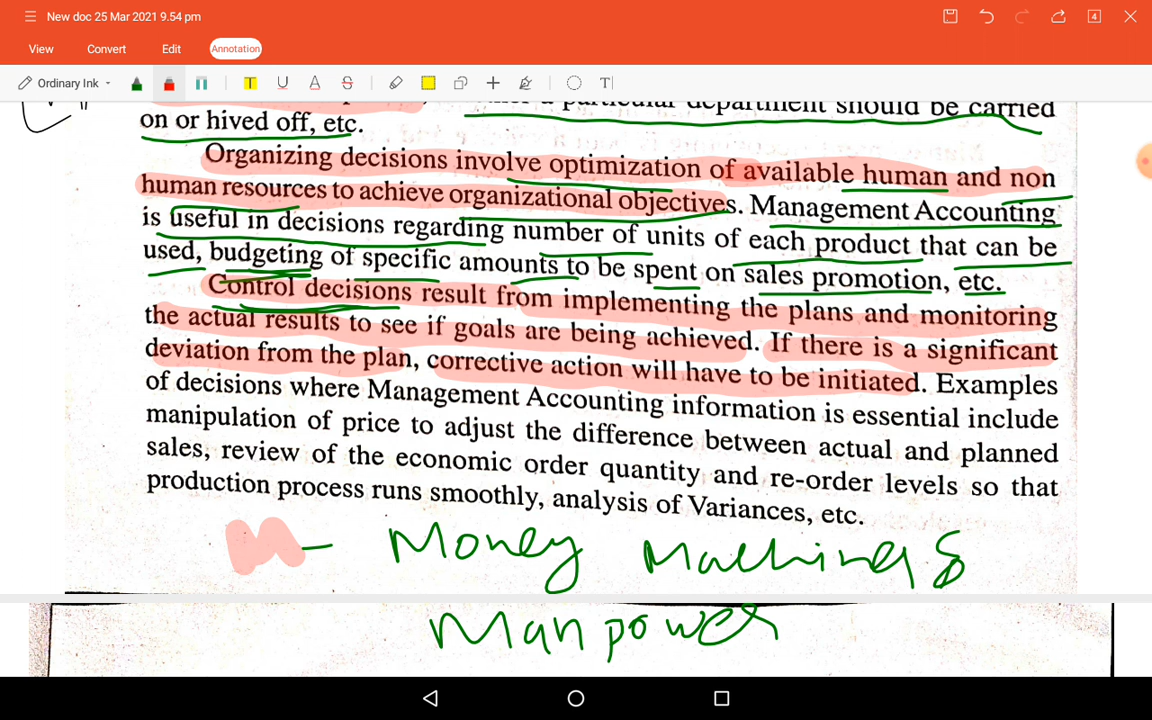 New doc 25 Mar 2021 9.54 pm
4
View Convert Edit Annotation
Ordinary Ink T U A S T
a particular department should be carried
on or hived off, etc.
Organizing decisions involve optimization of available human and non
human resources to achieve organizational objectives. Management Accounting
is useful in decisions regarding number of units of each product that can be
used, budgeting of specific amounts to be spent on sales promotion, etc.
Control decisions result from implementing the plans and monitoring
the actual results to see if goals are being achieved. If there is a significant
deviation from the plan, corrective action will have to be initiated. Examples
of decisions where Management Accounting information is essential include
manipulation of price to adjust the difference between actual and planned
sales, review of the economic order quantity and re-order levels so that
production process runs smoothly, analysis of Variances, etc.
M - Money Machines
Manpower